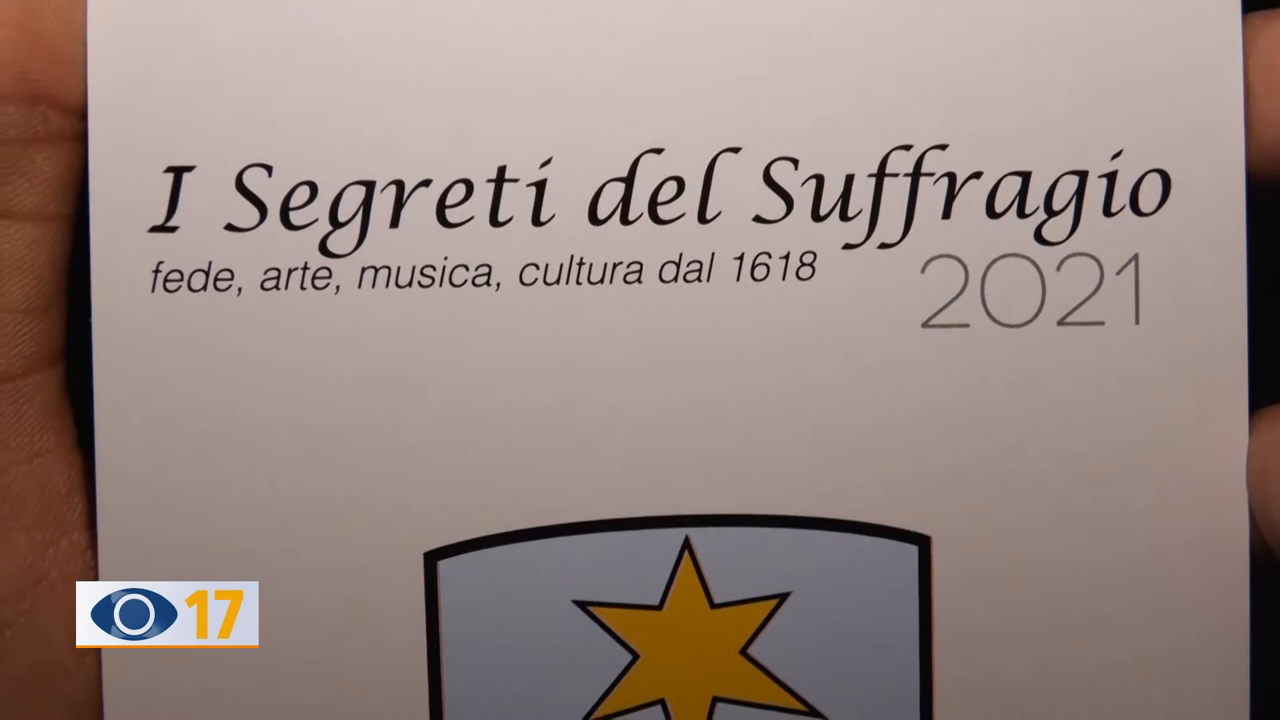 I Segreti del Suffragio
fede, arte, musica, cultura dal 1618
2021
17